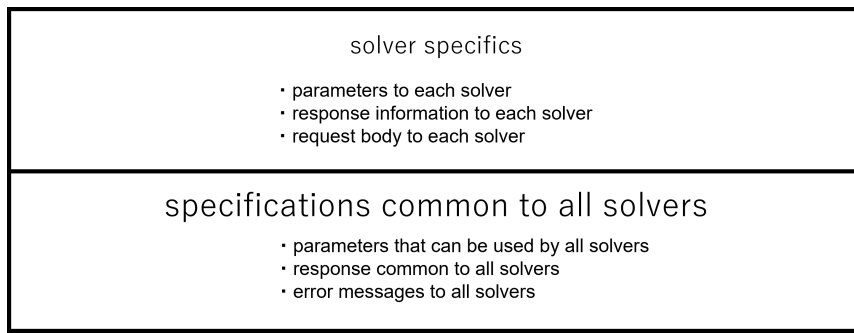 solver specifics
・parameters to each solver
・response information to each solver
・request body to each solver
specifications common to all solvers
・parameters that can be used by all solvers
・response common to all solvers
・error messages to all solvers